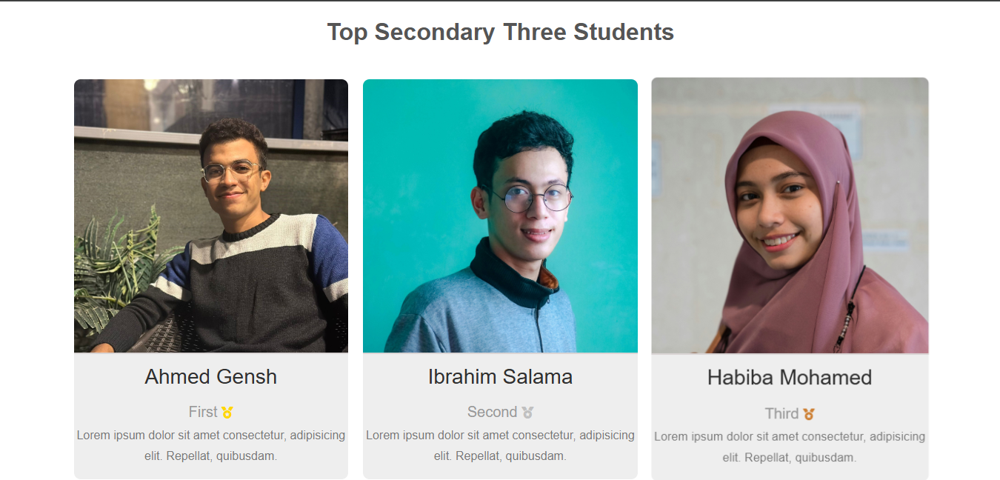 Top Secondary Three Students
Ahmed Gensh
First
Lorem ipsum dolor sit amet consectetur, adipisicing
elit. Repellat, quibusdam.
Ibrahim Salama
Second
Lorem ipsum dolor sit amet consectetur, adipisicing
elit. Repellat, quibusdam.
Habiba Mohamed
Third
Lorem ipsum dolor sit amet consectetur, adipisicing
elit. Repellat, quibusdam.